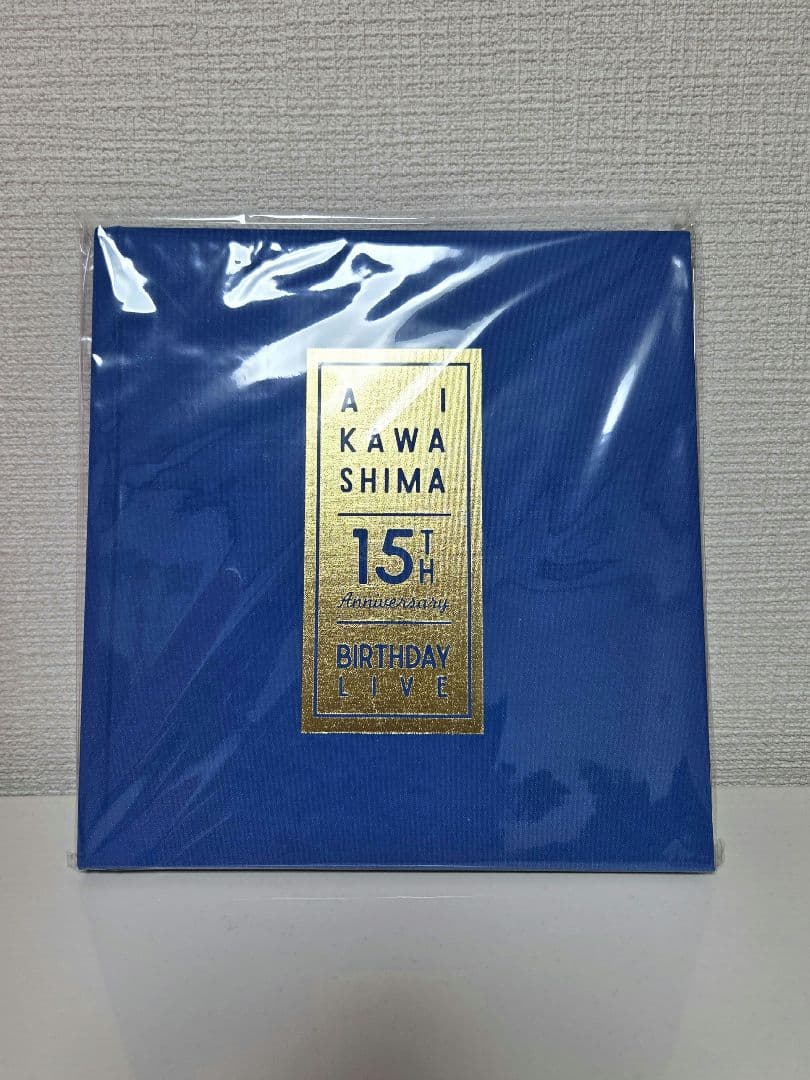 A I
KAWA
SHIMA
15TH
Anniversary
BIRTHDAY
LIVE